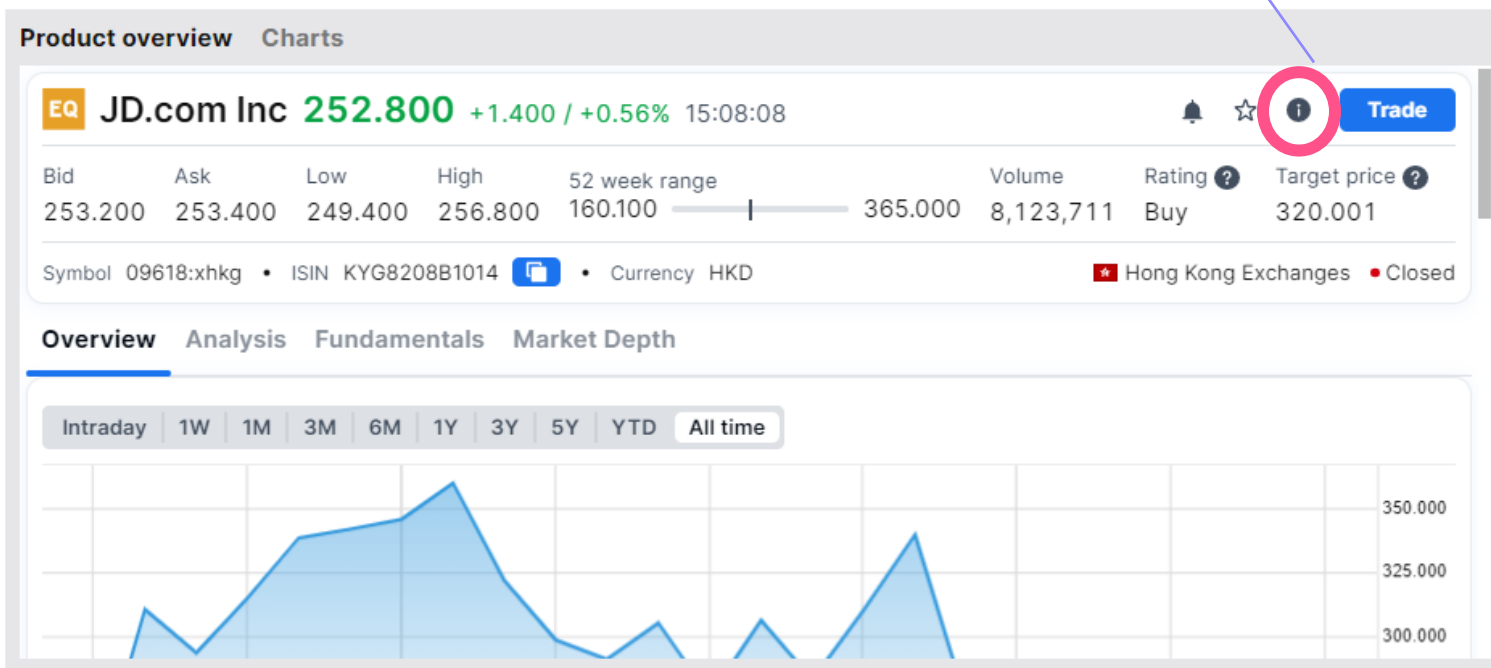 Product overview Charts
EQ JD.com Inc 252.800 +1.400 / +0.56% 15:08:08 Trade
Bid Ask Low High 52 week range Volume Rating Target price
253.200 253.400 249.400 256.800 160.100 365.000 8,123,711 Buy 320.001
Symbol 09618:xhkg • ISIN KYG8208B1014 • Currency HKD Hong Kong Exchanges • Closed
Overview Analysis Fundamentals Market Depth
Intraday 1W 1M 3M 6M 1Y 3Y 5Y YTD All time
350.000
325.000
300.000